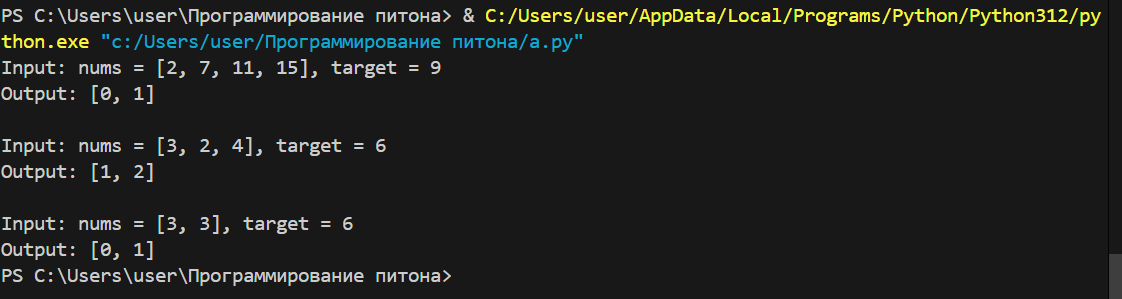 PS C:\Users\user\Программирование питона> & C:/Users/user/AppData/Local/Programs/Python/Python312/py
thon.exe "c:/Users/user/Программирование питона/a.py"
Input: nums = [2, 7, 11, 15], target = 9
Output: [0, 1]
Input: nums = [3, 2, 4], target = 6
Output: [1, 2]
Input: nums = [3, 3], target = 6
Output: [0, 1]
PS C:\Users\user\Программирование питона>